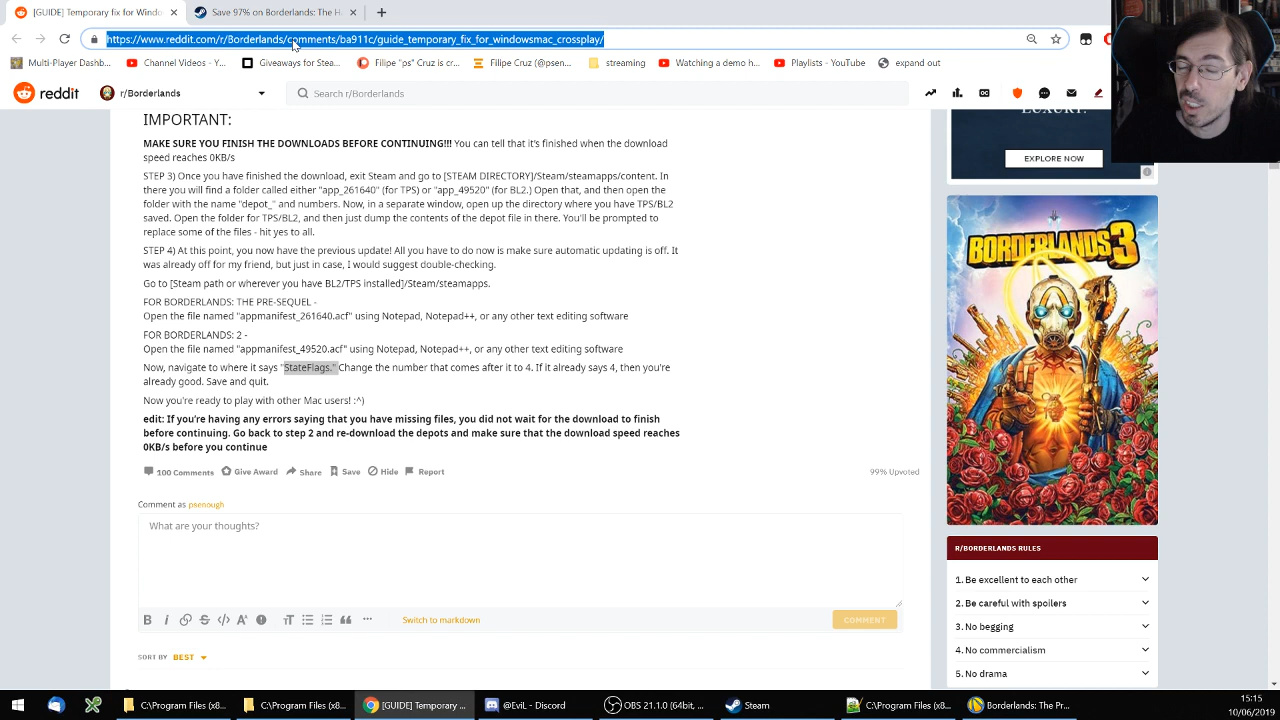 [GUIDE] Temporary fix for Window
Save 97% on Borderlands: The H
https://www.reddit.com/r/Borderlands/comments/ba911c/guide_temporary_fix_for_windowsmac_crossplay/
Multi-Player Dashb...
Channel Videos - Y...
Giveaways for Stea...
Filipe "ps" Cruz is cr...
Filipe Cruz (@psen...
streaming
Watching a demo h...
Playlists - YouTube
expand out
reddit
r/Borderlands
Search r/Borderlands
IMPORTANT:
MAKE SURE YOU FINISH THE DOWNLOADS BEFORE CONTINUING!!! You can tell that it's finished when the download
speed reaches 0KB/s
STEP 3) Once you have finished the download, exit Steam and go to [STEAM DIRECTORY]/Steam/steamapps/content. In
there you will find a folder called either "app_261640" (for TPS) or "app_49520" (for BL2.) Open that, and then open the
folder with the name "depot_" and numbers. Now, in a separate window, open up the directory where you have TPS/BL2
saved. Open the folder for TPS/BL2, and then just dump the contents of the depot file in there. You'll be prompted to
replace some of the files - hit yes to all.
STEP 4) At this point, you now have the previous update! All you have to do now is make sure automatic updating is off. It
was already off for my friend, but just in case, I would suggest double-checking.
Go to [Steam path or wherever you have BL2/TPS installed]/Steam/steamapps.
FOR BORDERLANDS: THE PRE-SEQUEL -
Open the file named "appmanifest_261640.acf" using Notepad, Notepad++, or any other text editing software
FOR BORDERLANDS: 2 -
Open the file named "appmanifest_49520.acf" using Notepad, Notepad++, or any other text editing software
Now, navigate to where it says "StateFlags." Change the number that comes after it to 4. If it already says 4, then you're
already good. Save and quit.
Now you're ready to play with other Mac users! :^)
edit: If you're having any errors saying that you have missing files, you did not wait for the download to finish
before continuing. Go back to step 2 and re-download the depots and make sure that the download speed reaches
0KB/s before you continue
100 Comments
Give Award
Share
Save
Hide
Report
99% Upvoted
Comment as psenough
What are your thoughts?
Switch to markdown
COMMENT
SORT BY BEST
LUXURY.
EXPLORE NOW
BORDERLANDS 3
R/BORDERLANDS RULES
1. Be excellent to each other
2. Be careful with spoilers
3. No begging
4. No commercialism
5. No drama
C:\Program Files (x8...
C:\Program Files (x8...
[GUIDE] Temporary ...
@EviL - Discord
OBS 21.1.0 (64bit, ...
Steam
C:\Program Files (x8...
Borderlands: The Pr...
15:15
10/06/2019